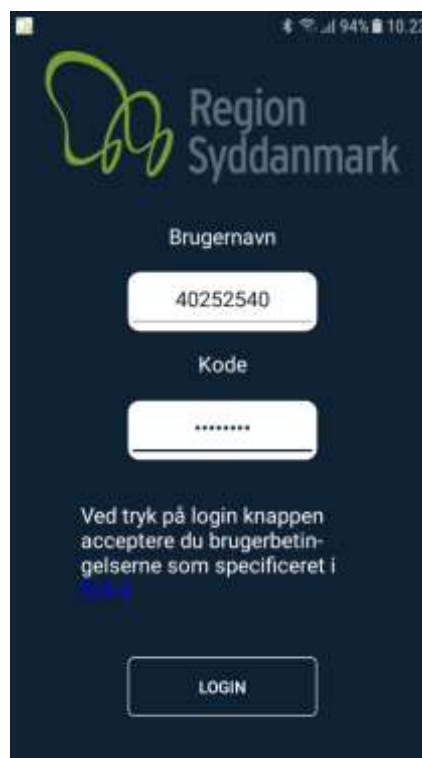 94% 10.23
Region
Syddanmark
Brugernavn
40252540
Kode
••••••••
Ved tryk på login knappen
acceptere du brugerbetin-
gelserne som specificeret i
LOGIN